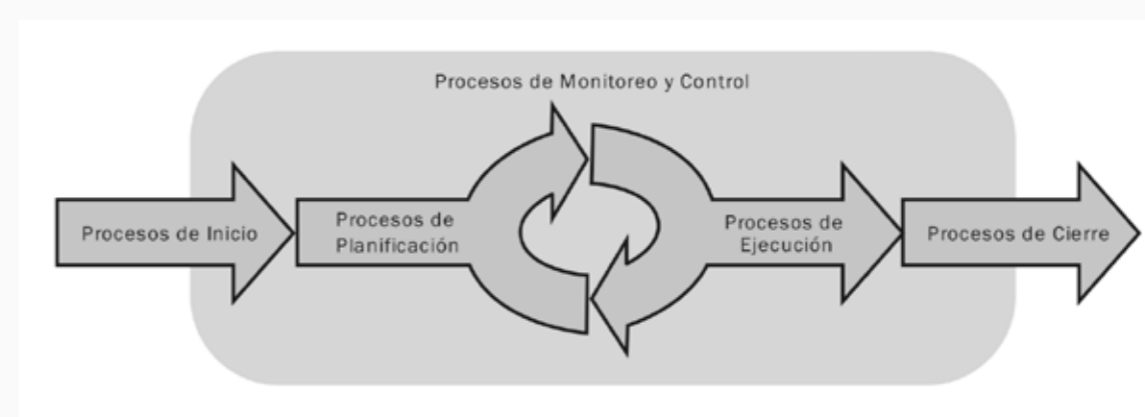 Procesos de Monitoreo y Control
Procesos de Inicio
Procesos de
Planificación
Procesos de
Ejecución
Procesos de Cierre